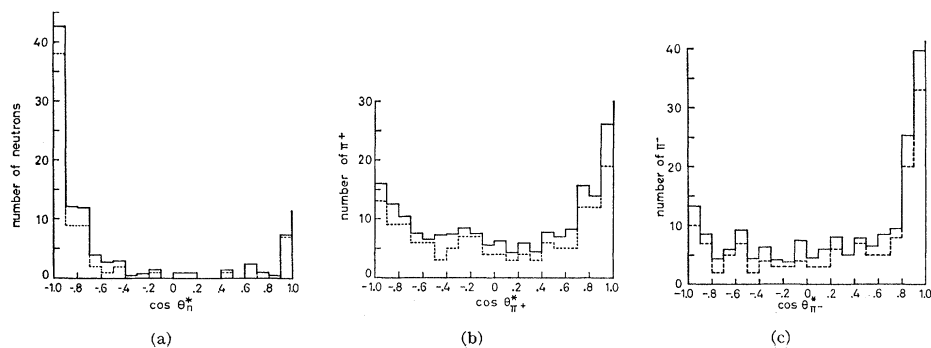 number of neutrons
40
30
20
10
-1.0 -.8 -.6 -.4 -.2 0 .2 .4 .6 .8 1.0
cos θ*n
(a)
number of π+
30
20
10
0
-1.0 -.8 -.6 -.4 -.2 0 .2 .4 .6 .8 1.0
cos θ*π+
(b)
number of π-
40
30
20
10
0
-1.0 -.8 -.6 -.4 -.2 0 .2 .4 .6 .8 1.0
cos θ*π-
(c)